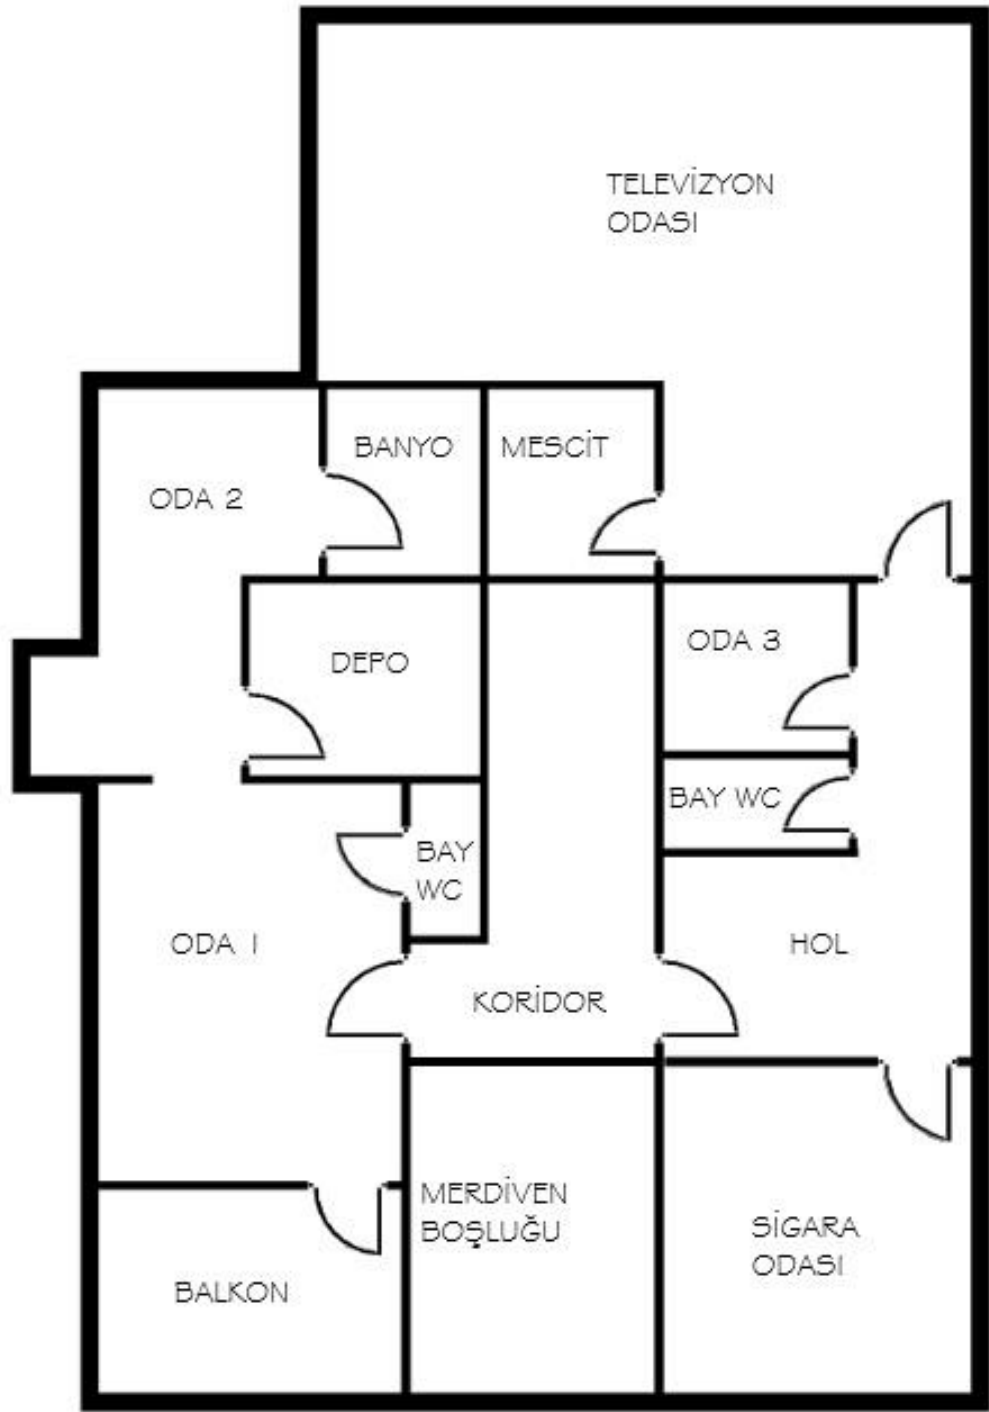 TELEVİZYON
ODASI
BANYO
MESCİT
ODA 2
DEPO
ODA 3
BAY WC
BAY
WC
ODA 1
HOL
KORİDOR
MERDİVEN
BOŞLUĞU
SİGARA
ODASI
BALKON